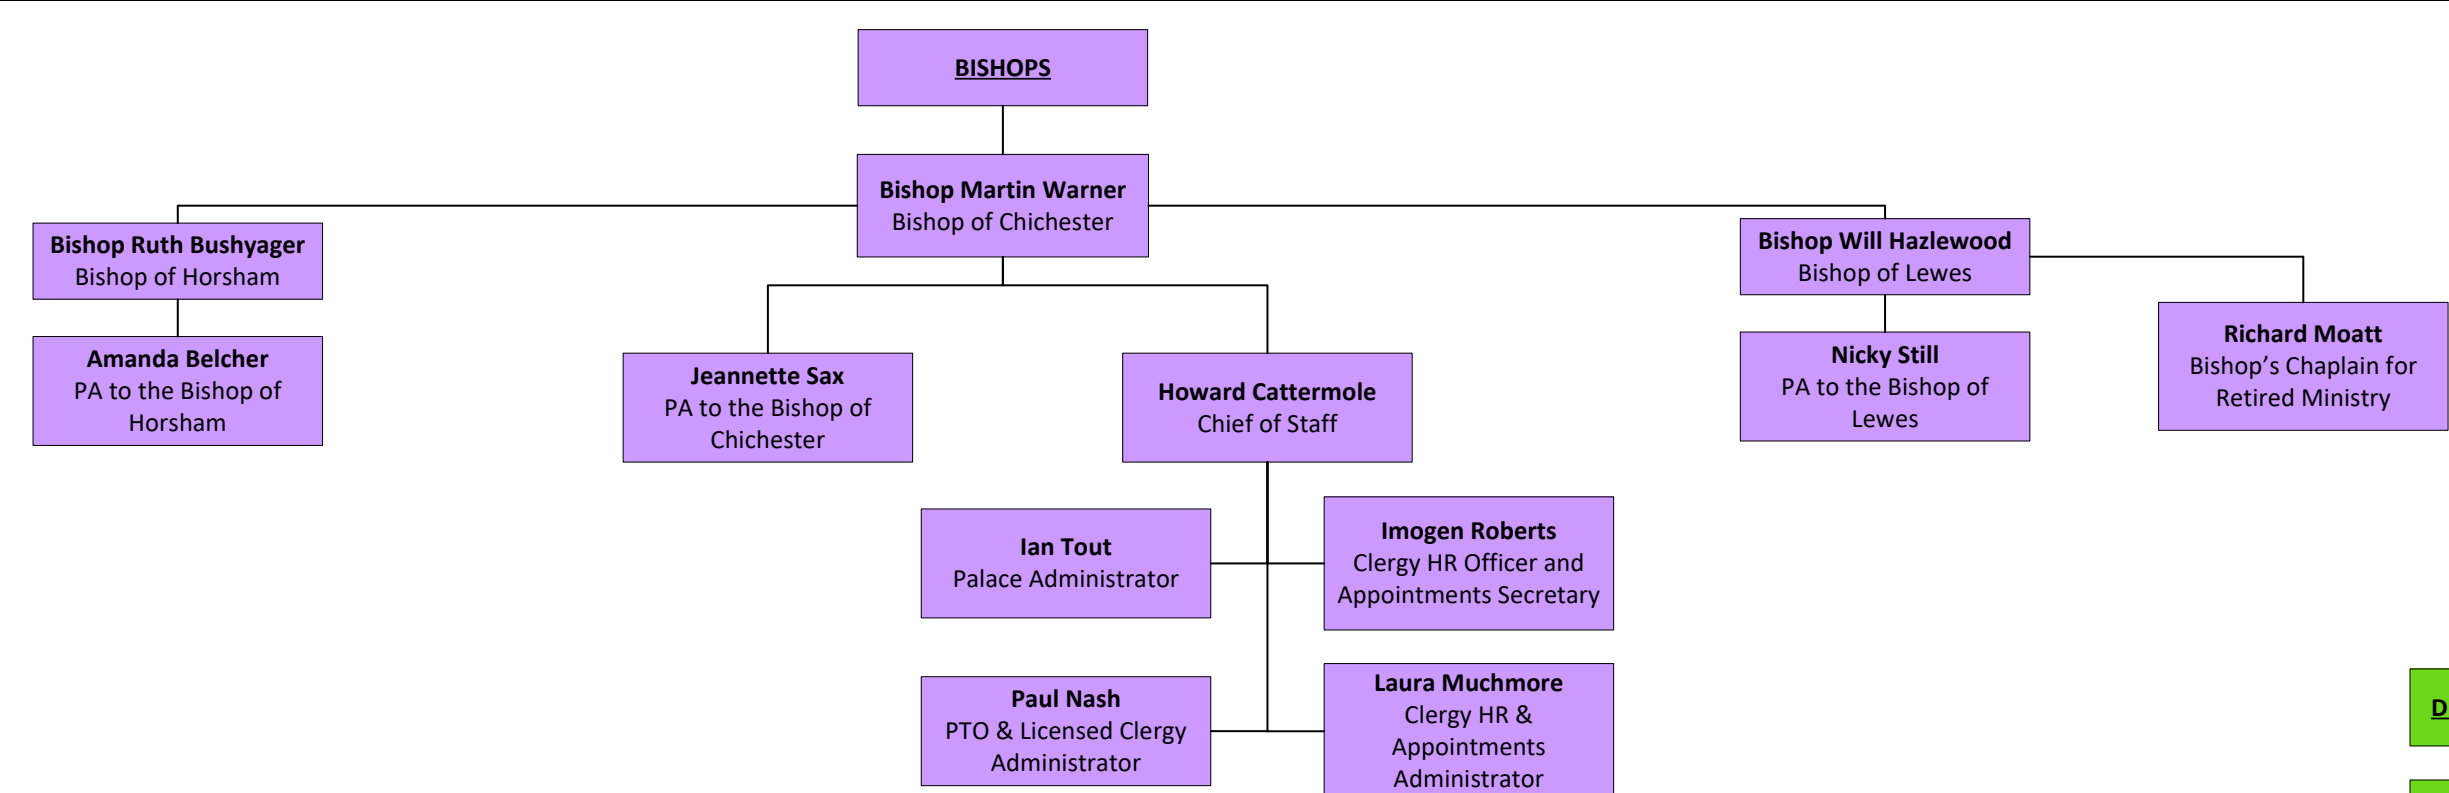 BISHOPS
Bishop Martin Warner
Bishop of Chichester
Bishop Ruth Bushyager
Bishop of Horsham
Bishop Will Hazlewood
Bishop of Lewes
Amanda Belcher
PA to the Bishop of
Horsham
Jeannette Sax
PA to the Bishop of
Chichester
Howard Cattermole
Chief of Staff
Nicky Still
PA to the Bishop of
Lewes
Richard Moatt
Bishop’s Chaplain for
Retired Ministry
Ian Tout
Palace Administrator
Imogen Roberts
Clergy HR Officer and
Appointments Secretary
Paul Nash
PTO & Licensed Clergy
Administrator
Laura Muchmore
Clergy HR &
Appointments
Administrator